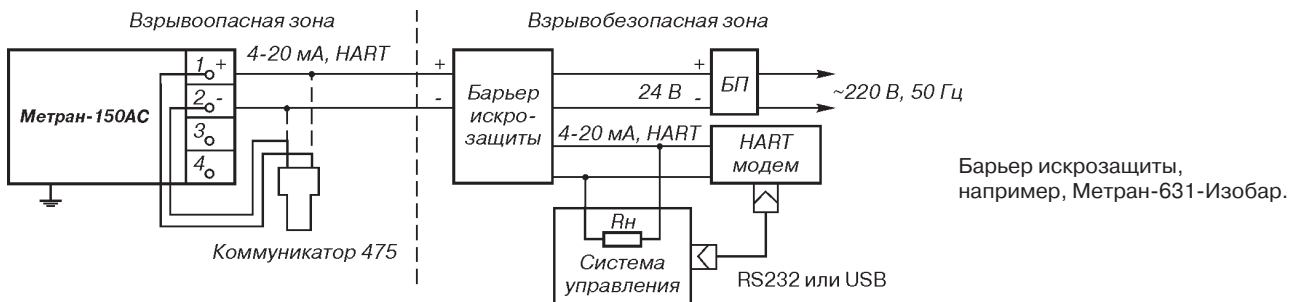 Взрывоопасная зона
Взрывобезопасная зона
Метран-150АС
1 +
2 -
3
4
4-20 мА, HART
+
-
Барьер
искро-
защиты
+
24 В -
БП
~220 В, 50 Гц
4-20 мА, HART
HART
модем
Rн
Система
управления
RS232 или USB
Коммуникатор 475
Барьер искрозащиты,
например, Метран-631-Изобар.